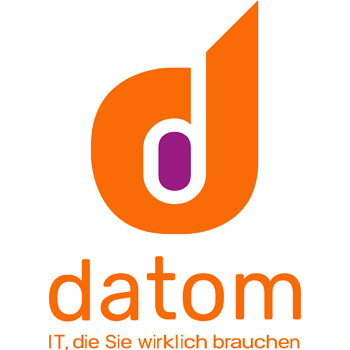 datom
IT, die Sie wirklich brauchen